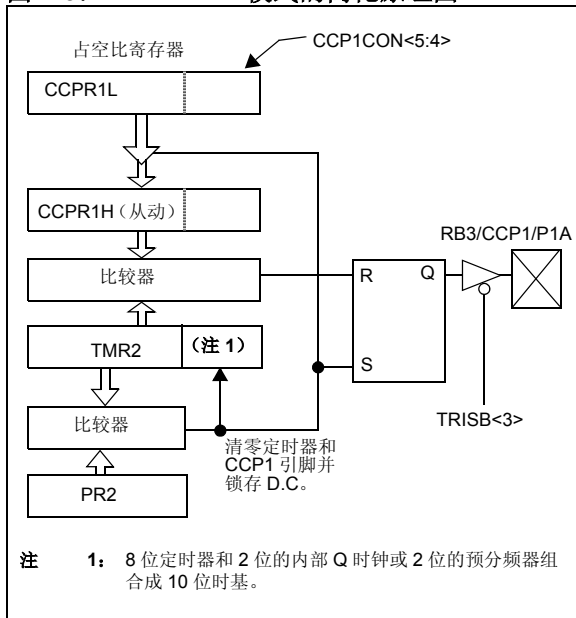 占空比寄存器
CCP1CON<5:4>
CCPR1L
CCPR1H（从动）
RB3/CCP1/P1A
比较器
R
Q
TMR2
（注 1）
S
比较器
TRISB<3>
清零定时器和
CCP1 引脚并
锁存 D.C。
PR2
注 1： 8 位定时器和 2 位的内部 Q 时钟或 2 位的预分频器组
合成 10 位时基。